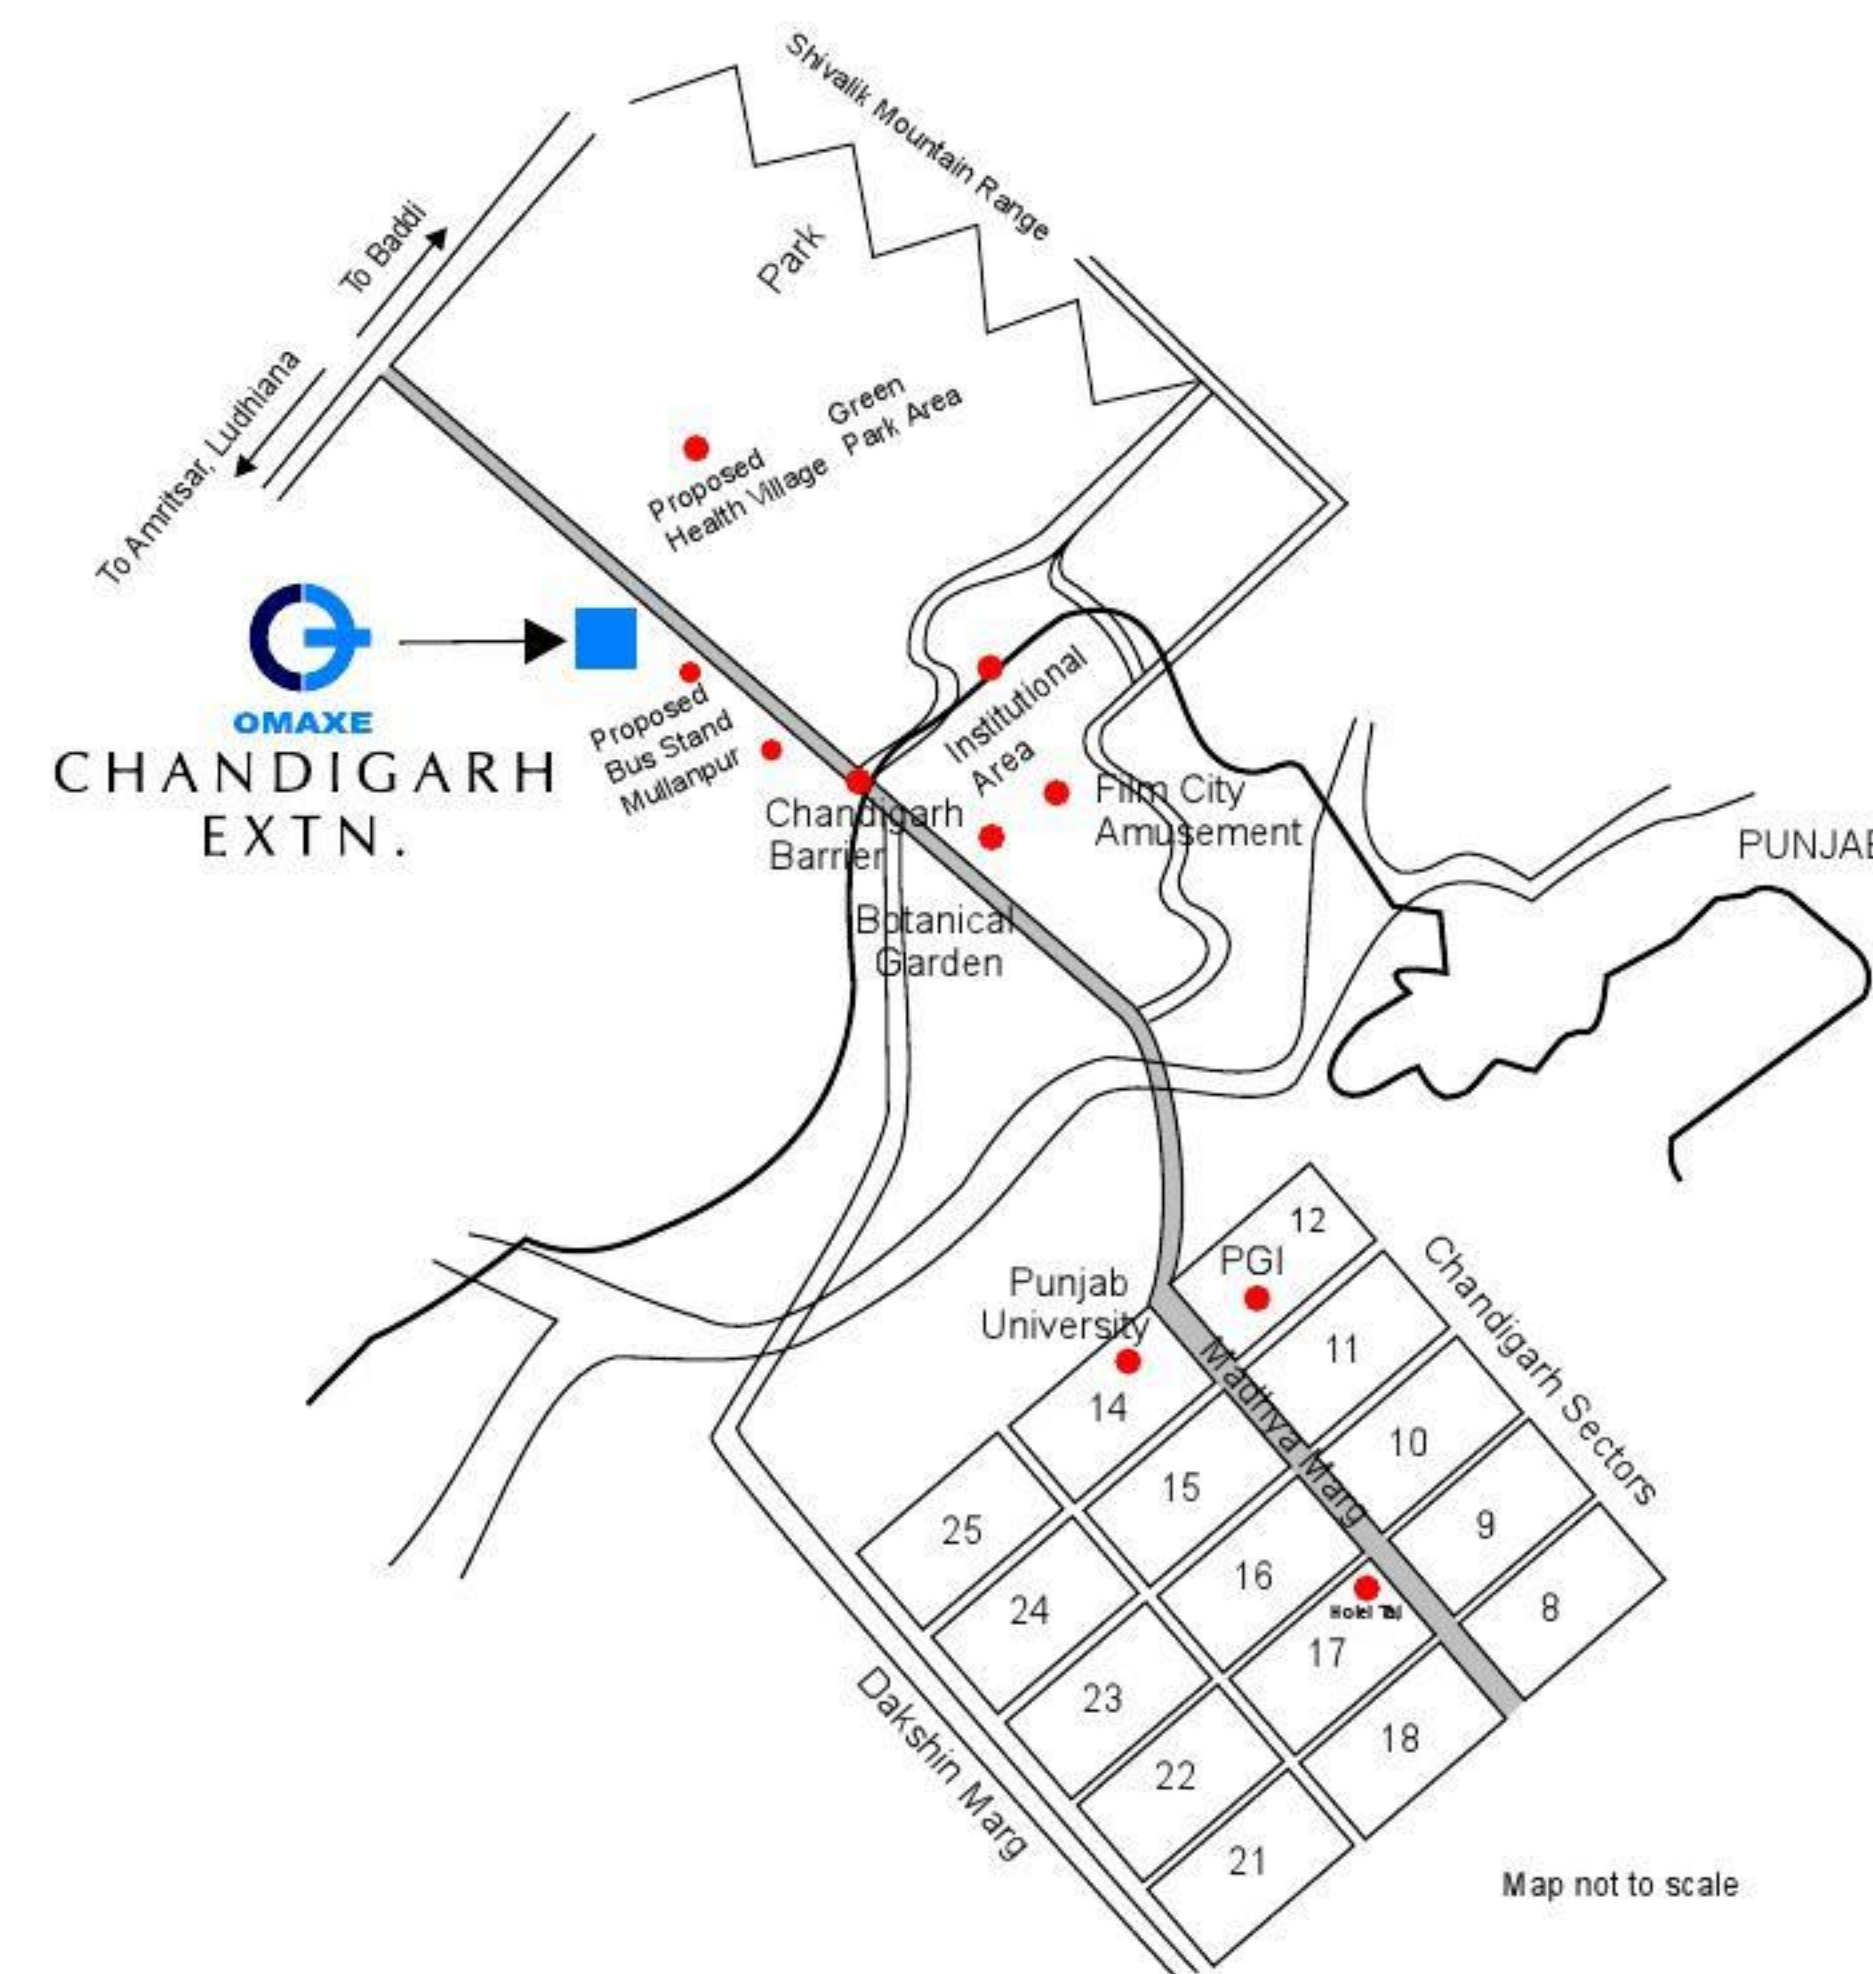 Shivalik Mountain Range
Park
To Baddi
To Amritsar, Ludhiana
Green
Park Area
Proposed
Health Village
OMAXE
CHANDIGARH
EXTN.
Proposed
Bus Stand
Mullanpur
Institutional
Area
Film City
Amusement
Chandigarh
Barrier
PUNJAB
Botanical
Garden
12
PGI
Punjab
University
Chandigarh Sectors
11
Madhya Marg
14
10
15
9
25
16
8
Hotel Taj
24
17
23
18
Dakshin Marg
22
21
Map not to scale